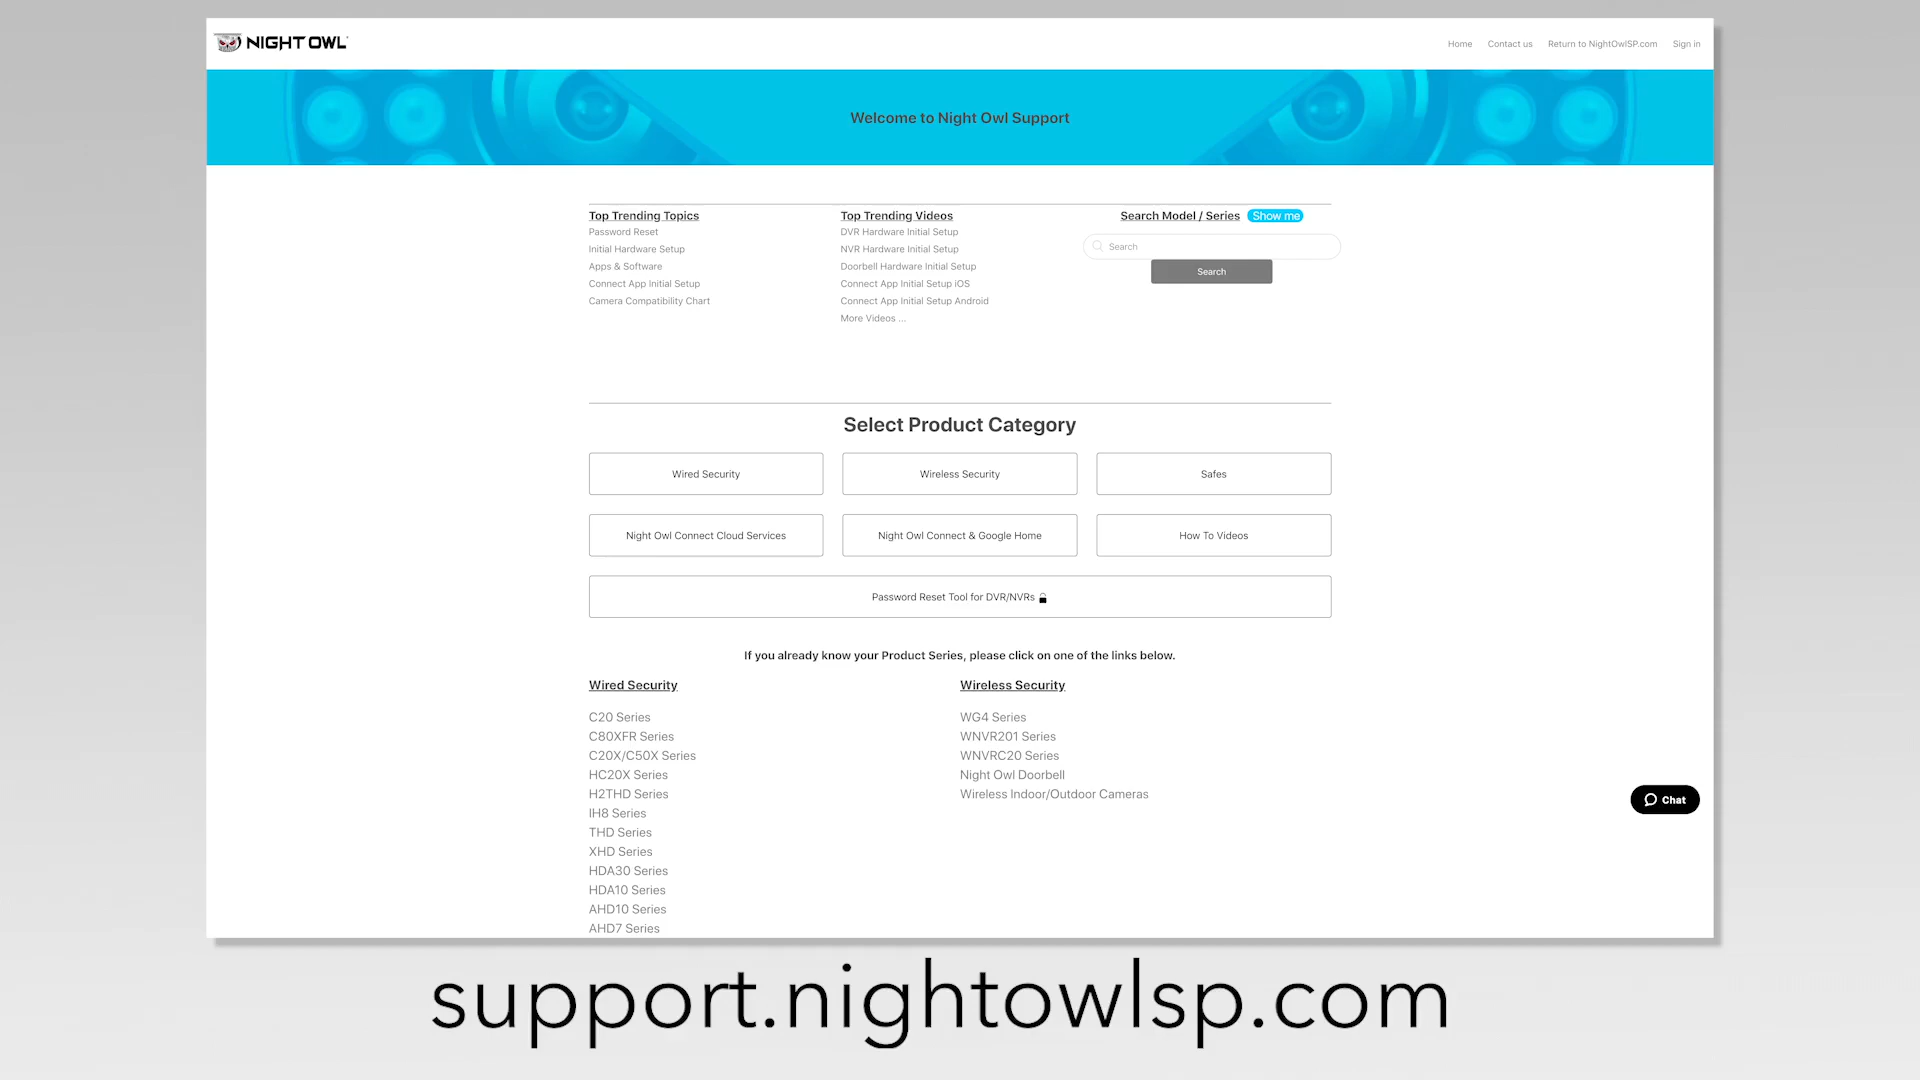 NIGHT OWL
Home Contact us Return to NightOwlSP.com Sign in
Welcome to Night Owl Support
Top Trending Topics
Password Reset
Initial Hardware Setup
Apps & Software
Connect App Initial Setup
Camera Compatibility Chart
Top Trending Videos
DVR Hardware Initial Setup
NVR Hardware Initial Setup
Doorbell Hardware Initial Setup
Connect App Initial Setup iOS
Connect App Initial Setup Android
More Videos ...
Search Model / Series Show me
Search
Search
Select Product Category
Wired Security
Wireless Security
Safes
Night Owl Connect Cloud Services
Night Owl Connect & Google Home
How To Videos
Password Reset Tool for DVR/NVRs
If you already know your Product Series, please click on one of the links below.
Wired Security
C20 Series
C80XFR Series
C20X/C50X Series
HC20X Series
H2THD Series
IH8 Series
THD Series
XHD Series
HDA30 Series
HDA10 Series
AHD10 Series
AHD7 Series
Wireless Security
WG4 Series
WNVR201 Series
WNVRC20 Series
Night Owl Doorbell
Wireless Indoor/Outdoor Cameras
Chat
support.nightowlsp.com